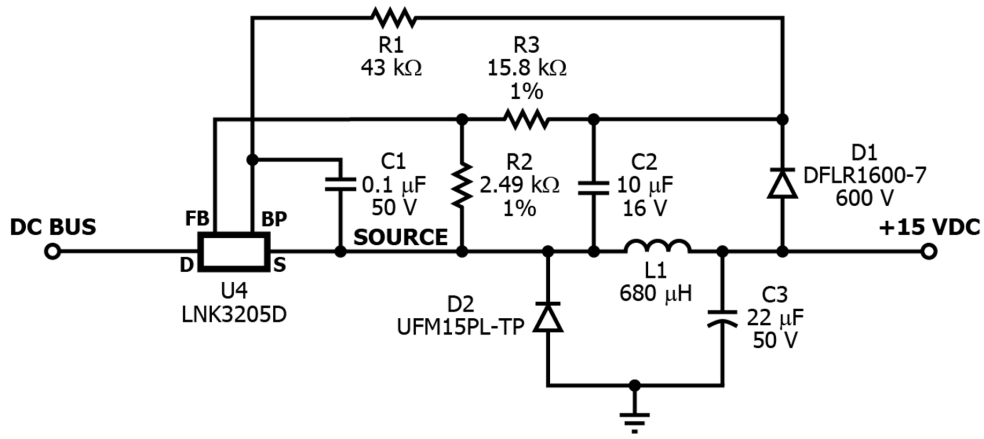 R1
43 kΩ
R3
15.8 kΩ
1%
C1
0.1 µF
50 V
R2
2.49 kΩ
1%
C2
10 µF
16 V
D1
DFLR1600-7
600 V
FB
BP
DC BUS
SOURCE
+15 VDC
D
S
U4
LNK3205D
D2
UFM15PL-TP
L1
680 µH
C3
22 µF
50 V